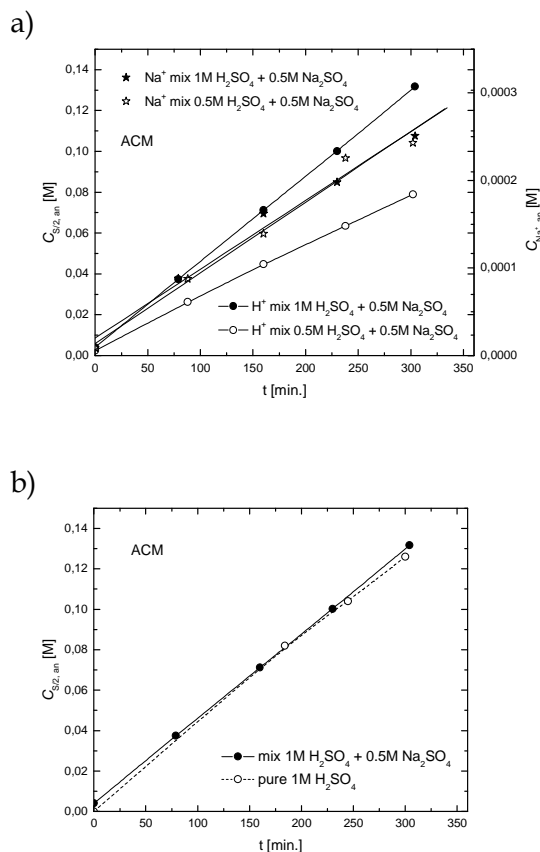 a)
0,14
0,12
0,10
0,08
0,06
0,04
0,02
0,00
C_S/2, an [M]
★ Na⁺ mix 1M H₂SO₄ + 0.5M Na₂SO₄
☆ Na⁺ mix 0.5M H₂SO₄ + 0.5M Na₂SO₄
ACM
● H⁺ mix 1M H₂SO₄ + 0.5M Na₂SO₄
○ H⁺ mix 0.5M H₂SO₄ + 0.5M Na₂SO₄
0,0003
0,0002
0,0001
0,0000
C_Na⁺, an [M]
0 50 100 150 200 250 300 350
t [min.]
b)
0,14
0,12
0,10
0,08
0,06
0,04
0,02
0,00
C_S/2, an [M]
ACM
● mix 1M H₂SO₄ + 0.5M Na₂SO₄
○ pure 1M H₂SO₄
0 50 100 150 200 250 300 350
t [min.]